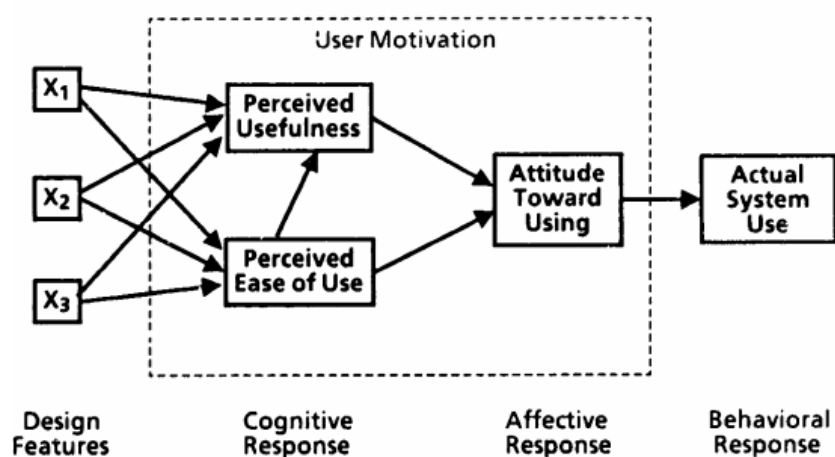 User Motivation
X1
Perceived
Usefulness
X2
Attitude
Toward
Using
Actual
System
Use
Perceived
Ease of Use
X3
Design
Features
Cognitive
Response
Affective
Response
Behavioral
Response